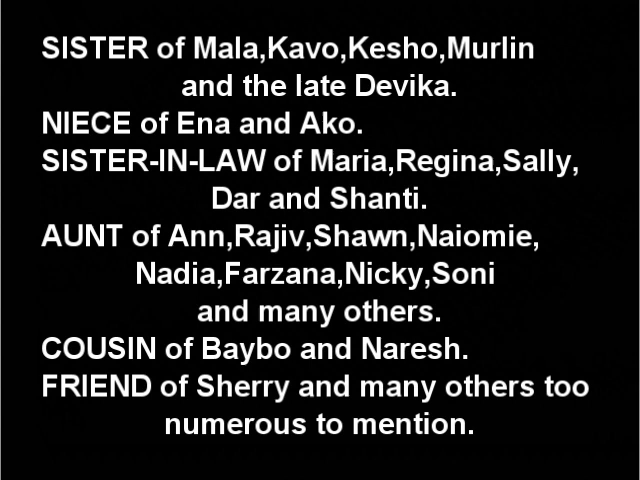 SISTER of Mala,Kavo,Kesho,Murlin
and the late Devika.
NIECE of Ena and Ako.
SISTER-IN-LAW of Maria,Regina,Sally,
Dar and Shanti.
AUNT of Ann,Rajiv,Shawn,Naiomie,
Nadia,Farzana,Nicky,Soni
and many others.
COUSIN of Baybo and Naresh.
FRIEND of Sherry and many others too
numerous to mention.